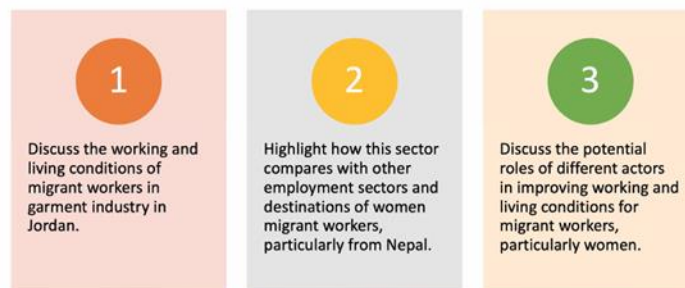 1
Discuss the working and
living conditions of
migrant workers in
garment industry in
Jordan.
2
Highlight how this sector
compares with other
employment sectors and
destinations of women
migrant workers,
particularly from Nepal.
3
Discuss the potential
roles of different actors
in improving working and
living conditions for
migrant workers,
particularly women.